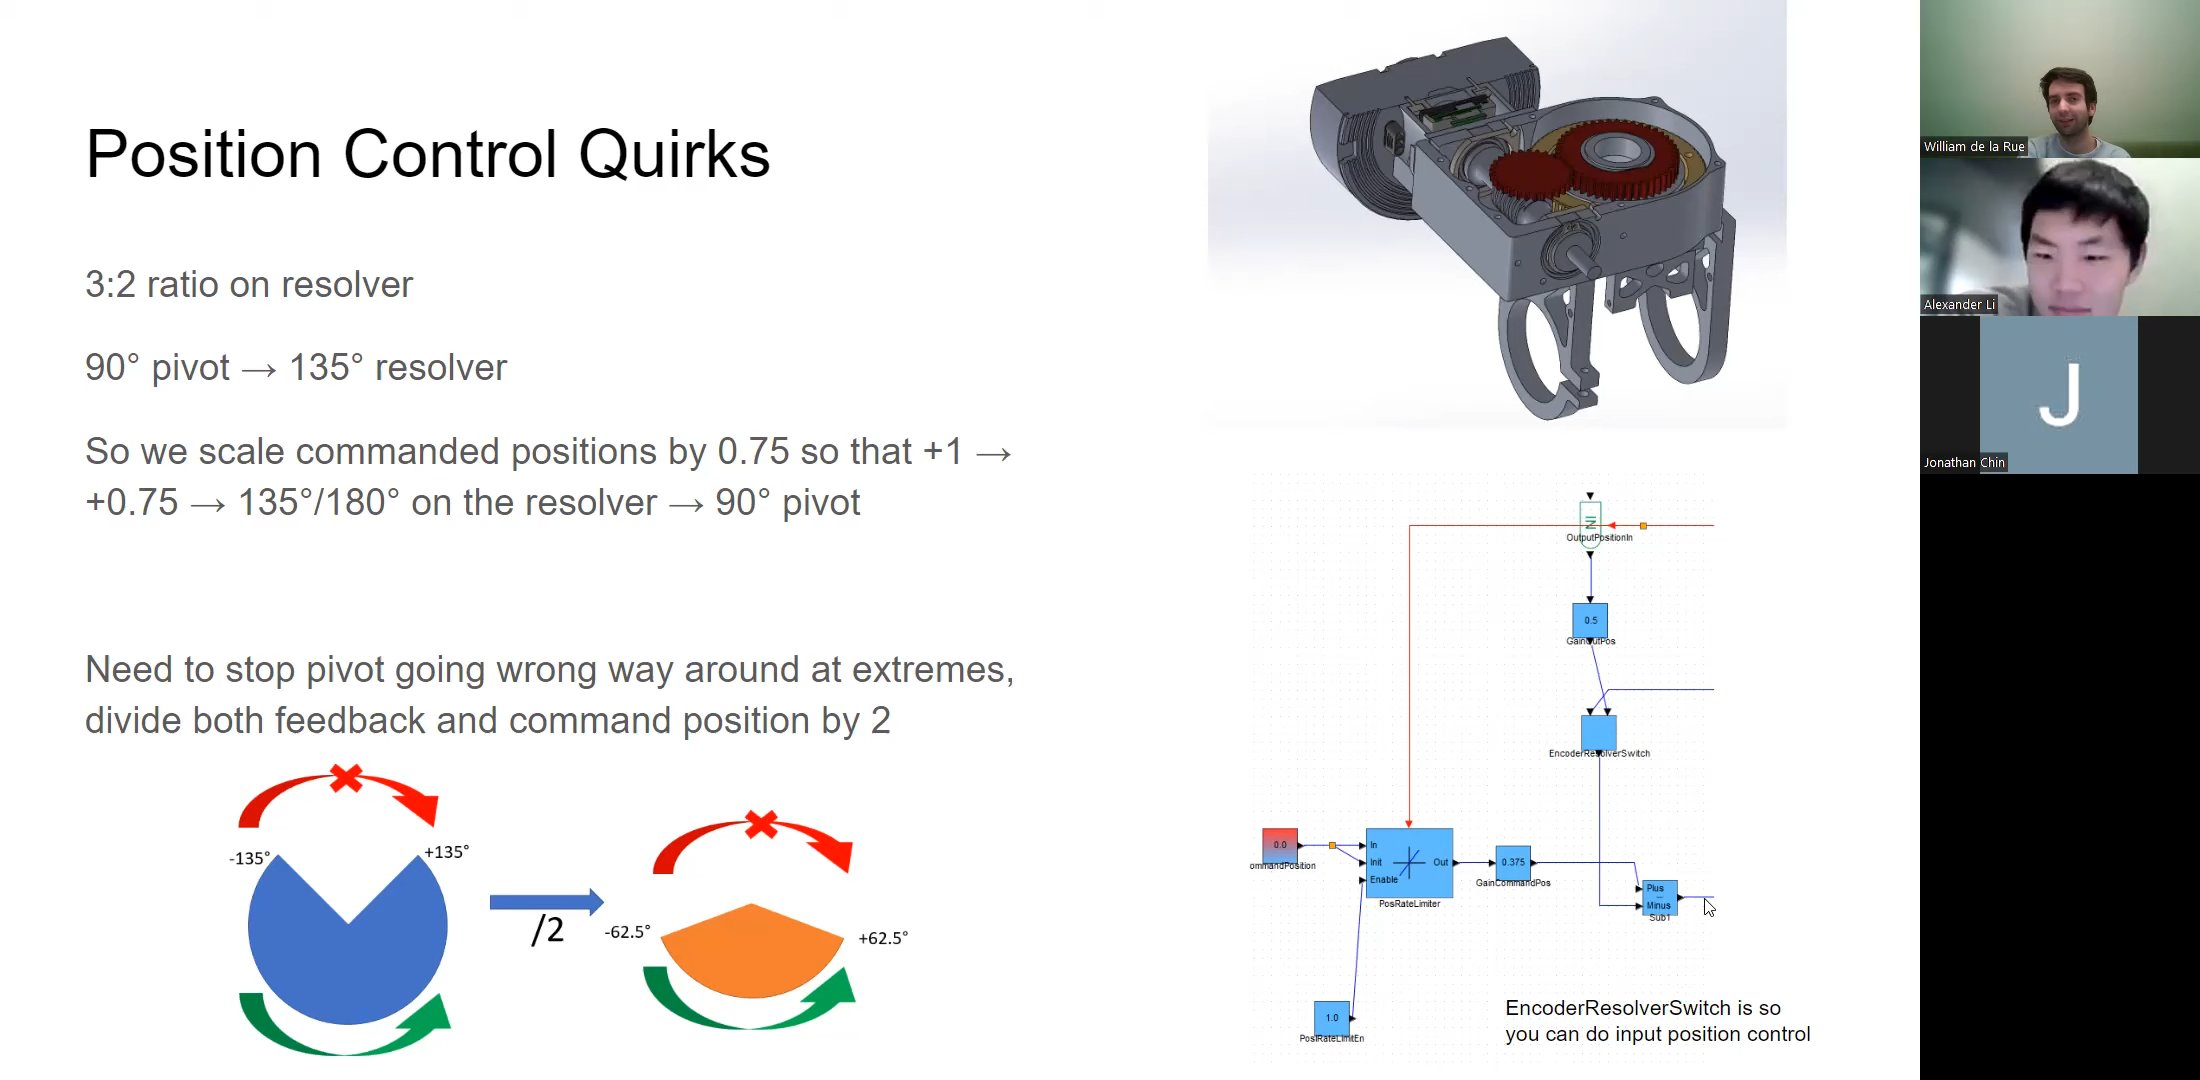 Position Control Quirks
3:2 ratio on resolver
90° pivot → 135° resolver
So we scale commanded positions by 0.75 so that +1 →
+0.75 → 135°/180° on the resolver → 90° pivot
Need to stop pivot going wrong way around at extremes,
divide both feedback and command position by 2
-135°
+135°
/2
-62.5°
+62.5°
IN
OutputPositionIn
0.5
GainOutPos
EncoderResolverSwitch
0.0
ommandPosition
In
Init
Enable
Out
PosRateLimiter
0.375
GainCommandPos
Plus
Minus
Sub1
1.0
PosRateLimitEn
EncoderResolverSwitch is so
you can do input position control
William de la Rue
Alexander Li
J
Jonathan Chin